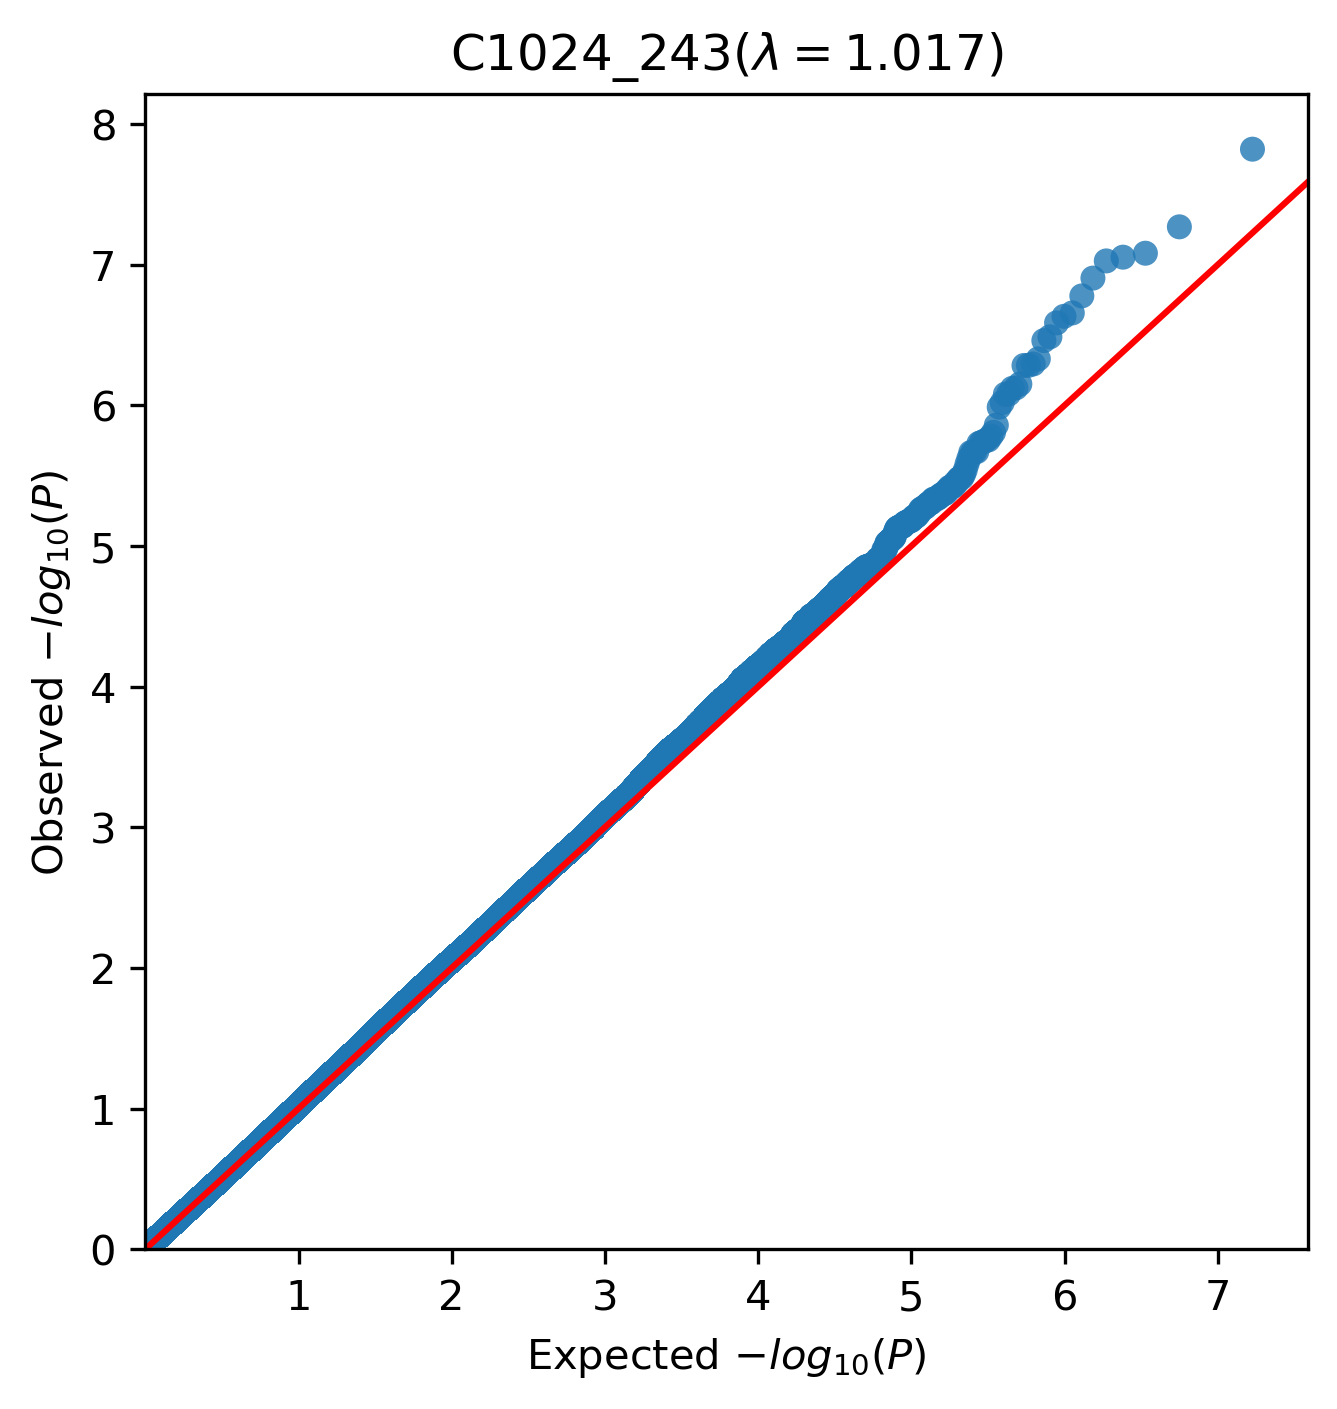 C1024_243(λ = 1.017)
8
7
6
5
4
3
2
1
0
Observed −log₁₀(P)
1 2 3 4 5 6 7
Expected −log₁₀(P)